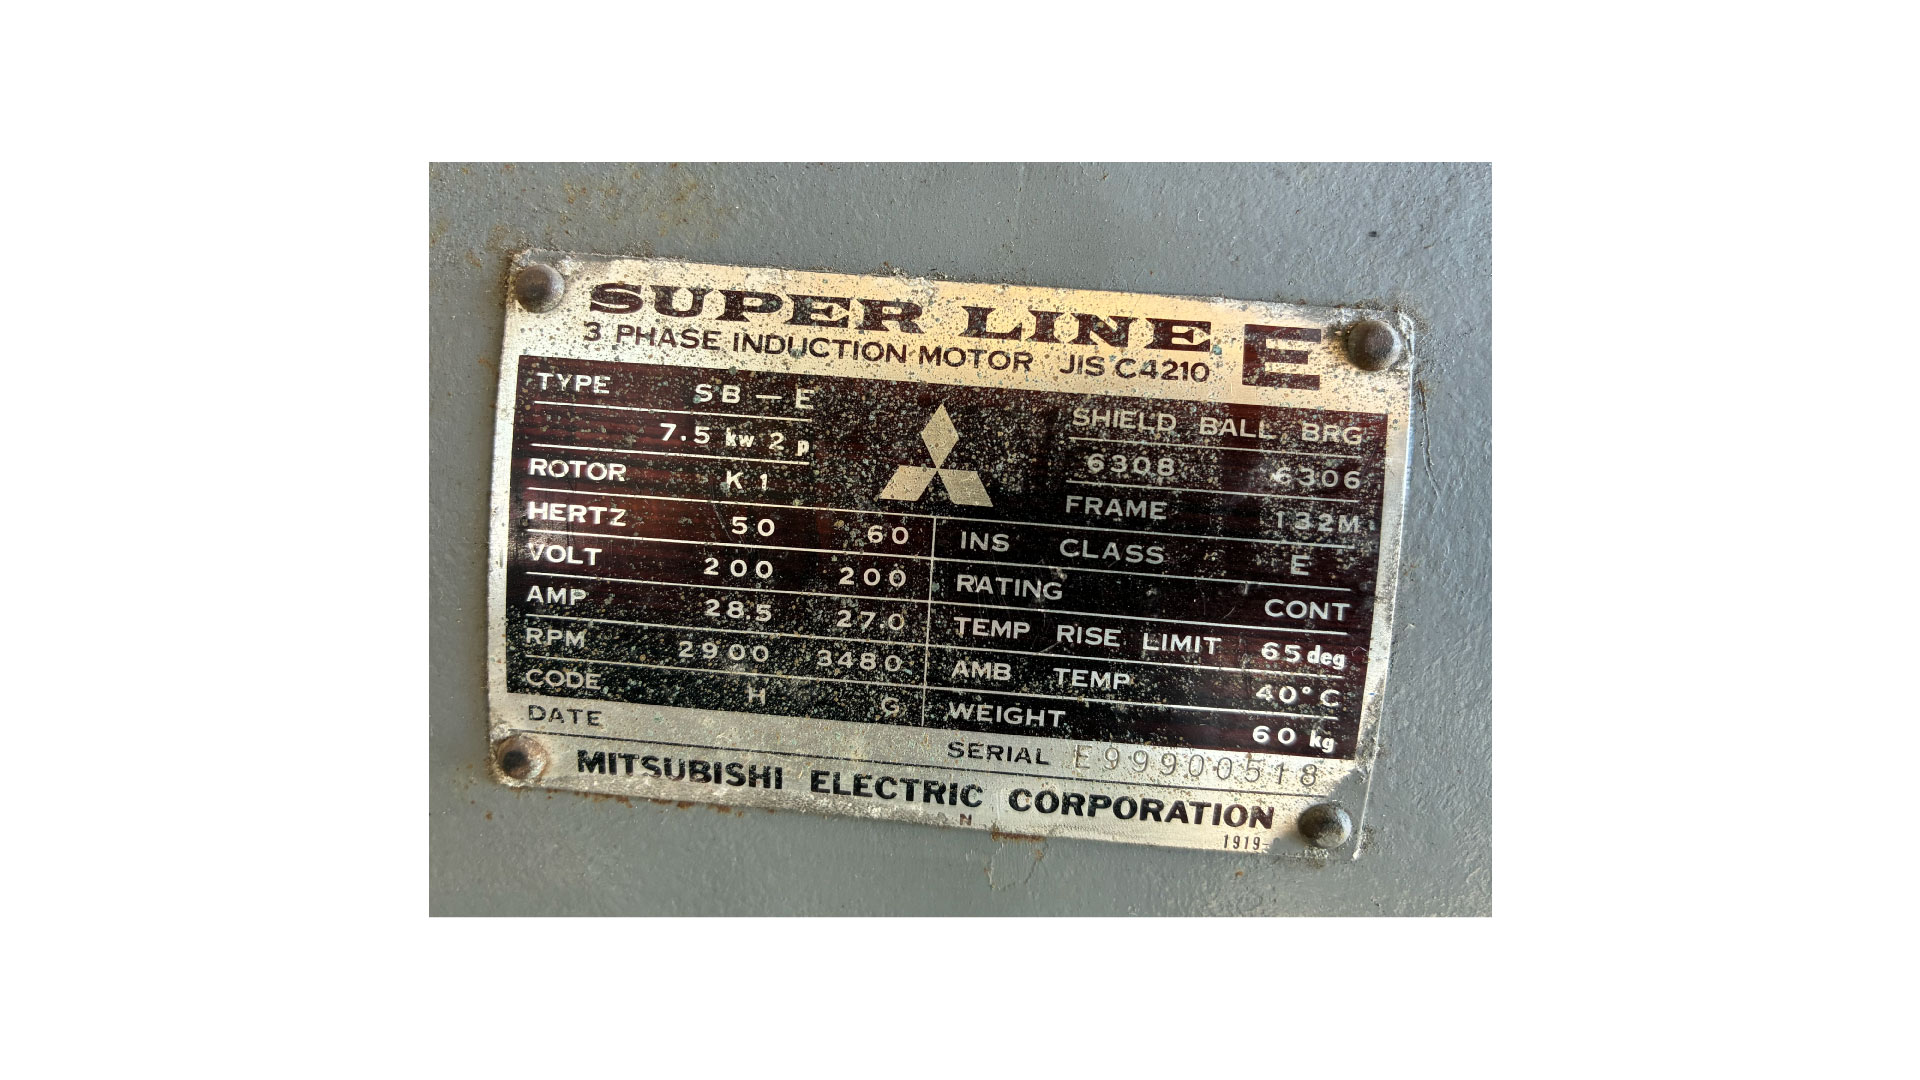 SUPER LINE E
3 PHASE INDUCTION MOTOR JIS C4210
TYPE SB-E
7.5 kw 2 p
ROTOR K 1
HERTZ 50 60
VOLT 200 200
AMP 28.5 27.0
RPM 2900 3480
CODE H G
SHIELD BALL BRG
6308 6306
FRAME 132M
INS CLASS E
RATING CONT
TEMP RISE LIMIT 65 deg
AMB TEMP 40°C
WEIGHT 60 kg
DATE SERIAL E99900518
MITSUBISHI ELECTRIC CORPORATION
1919-